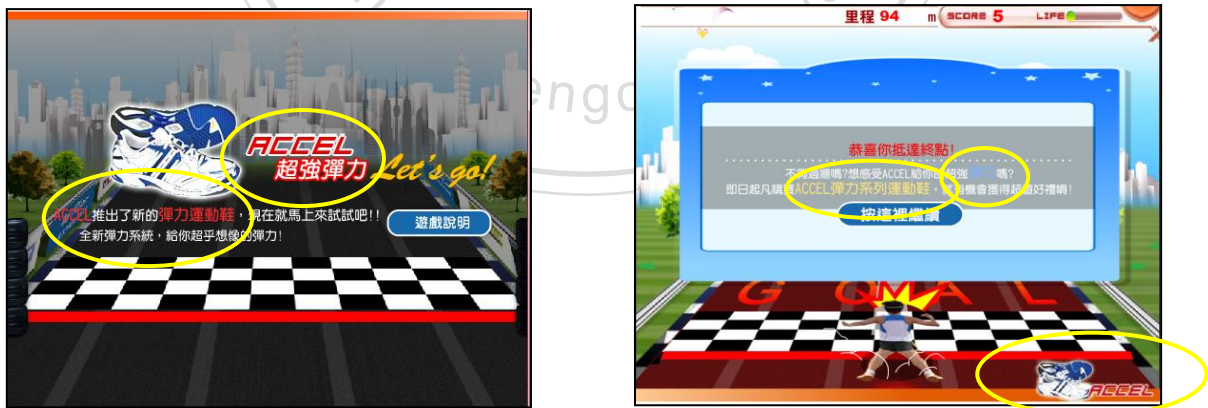 ACCEL
超強彈力 Let's go!
ACCEL推出了新的彈力運動鞋,現在就馬上來試試吧!!
全新彈力系統,給你超乎想像的彈力!
遊戲說明
engc
里程 94 m SCORE 5 LIFE
恭喜你抵達終點!
不夠過癮嗎?想感受ACCEL給你的超強彈力嗎?
即日起凡購買ACCEL彈力系列運動鞋,就有機會獲得超值好禮唷!
按這裡繼續
G O A L
ACCEL